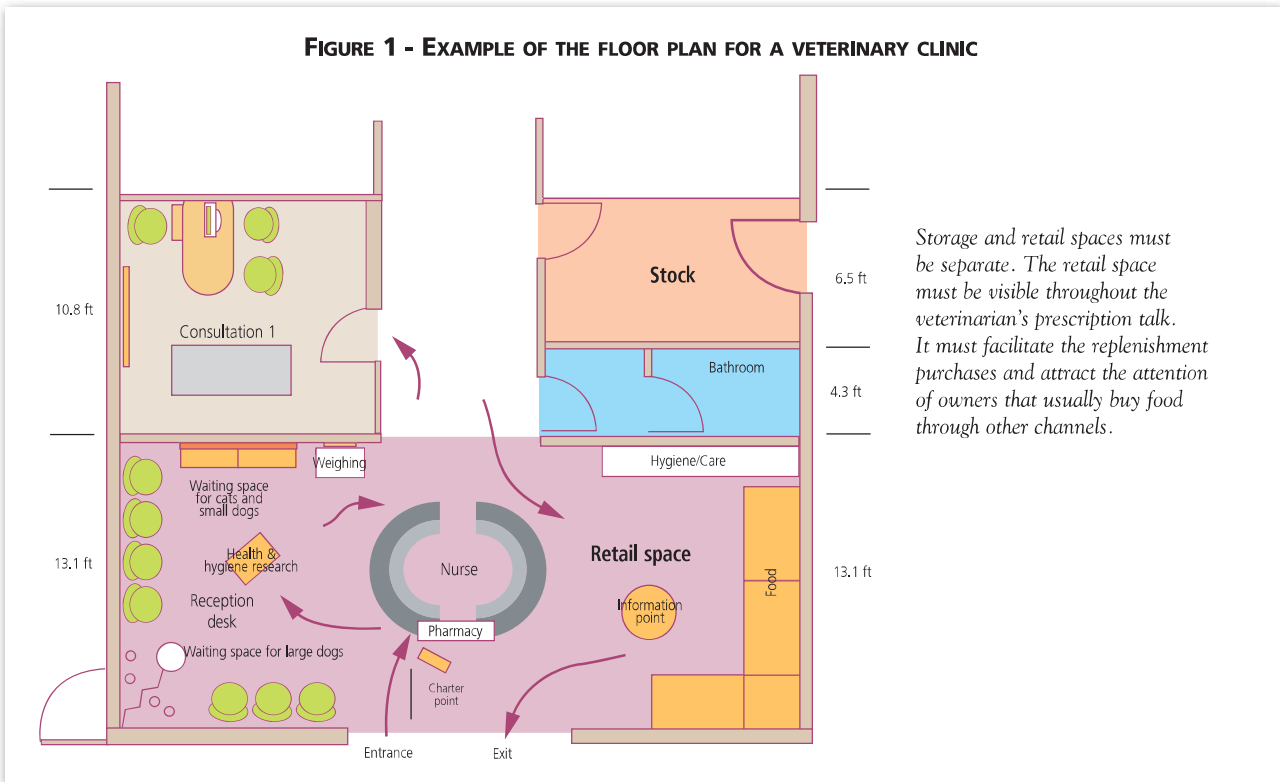 FIGURE 1 - EXAMPLE OF THE FLOOR PLAN FOR A VETERINARY CLINIC
10.8 ft
13.1 ft
Consultation 1
Stock
Bathroom
6.5 ft
4.3 ft
13.1 ft
Storage and retail spaces must
be separate. The retail space
must be visible throughout the
veterinarian's prescription talk.
It must facilitate the replenishment
purchases and attract the attention
of owners that usually buy food
through other channels.
Weighing
Hygiene/Care
Waiting space
for cats and
small dogs
Health &
hygiene research
Reception
desk
Waiting space for large dogs
Nurse
Pharmacy
Charter
point
Retail space
Information
point
Food
Entrance
Exit